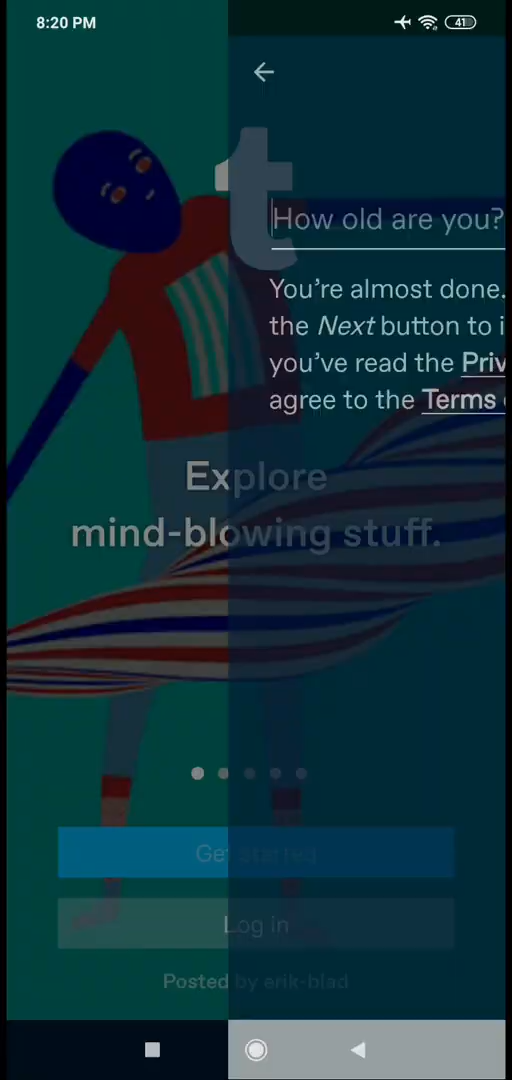 8:20 PM
41
t
How old are you?
You’re almost done.
the Next button to i
you’ve read the Priv
agree to the Terms
Explore
mind-blowing stuff.
Get Started
Log in
Posted by erik-blad